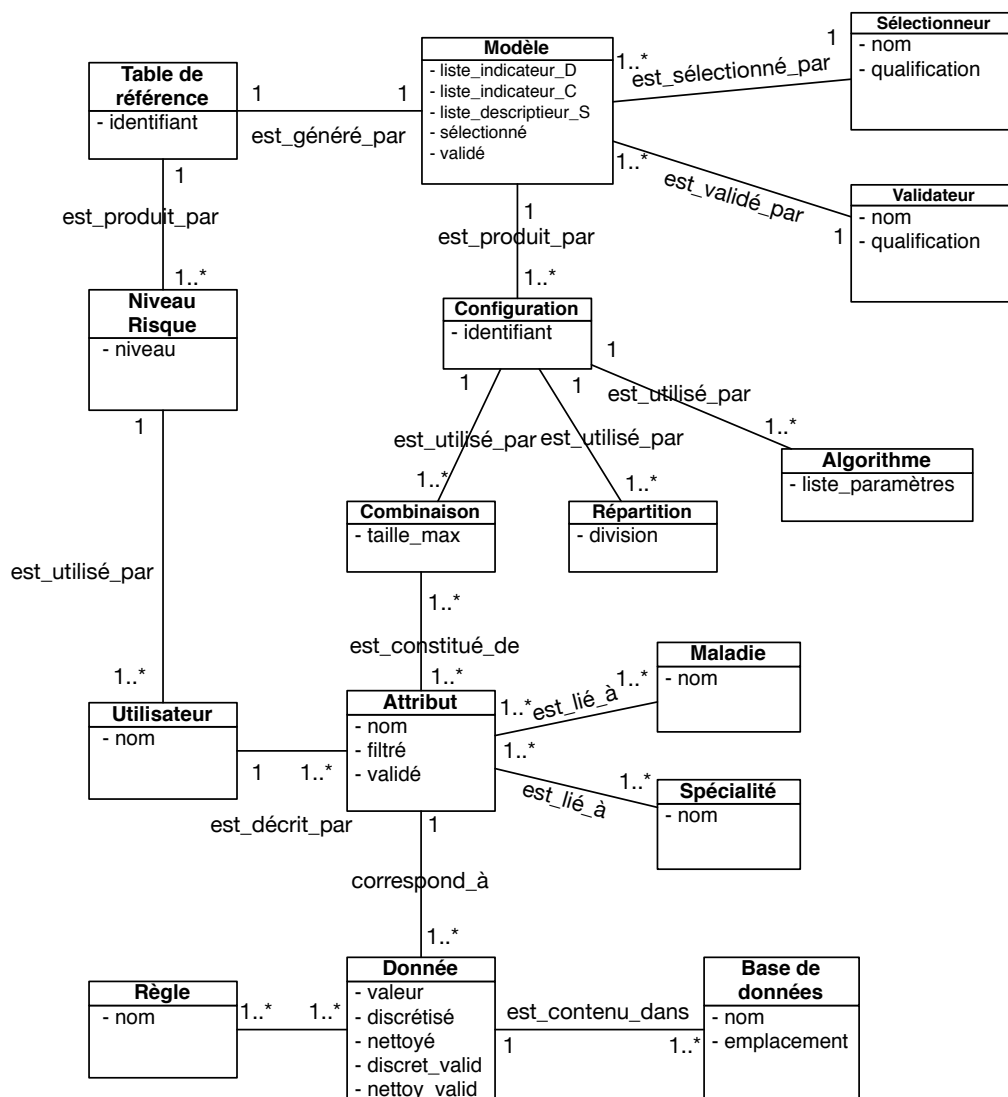 Sélectionneur
- nom
- qualification
Modèle
- liste_indicateur_D
- liste_indicateur_C
- liste_descriptieur_S
- sélectionné
- validé
1..*
1
est_sélectionné_par
Table de
référence
- identifiant
1
1
est_généré_par
1..*
est_validé_par
1
Validateur
- nom
- qualification
1
est_produit_par
1..*
1
est_produit_par
1..*
Niveau
Risque
- niveau
Configuration
- identifiant
1
1
1
1
est_utilisé_par
1..*
est_utilisé_par
1..*
est_utilisé_par
1..*
Algorithme
- liste_paramètres
Combinaison
- taille_max
Répartition
- division
est_utilisé_par
1..*
1..*
est_constitué_de
1..*
Maladie
- nom
Utilisateur
- nom
Attribut
- nom
- filtré
- validé
1..*
est_lié_à
1..*
1..*
est_lié_à
1..*
Spécialité
- nom
1
1..*
est_décrit_par
1
correspond_à
1..*
Règle
- nom
1..*
1..*
Donnée
- valeur
- discrétisé
- nettoyé
- discret_valid
- nettoy_valid
est_contenu_dans
1
1..*
Base de
données
- nom
- emplacement